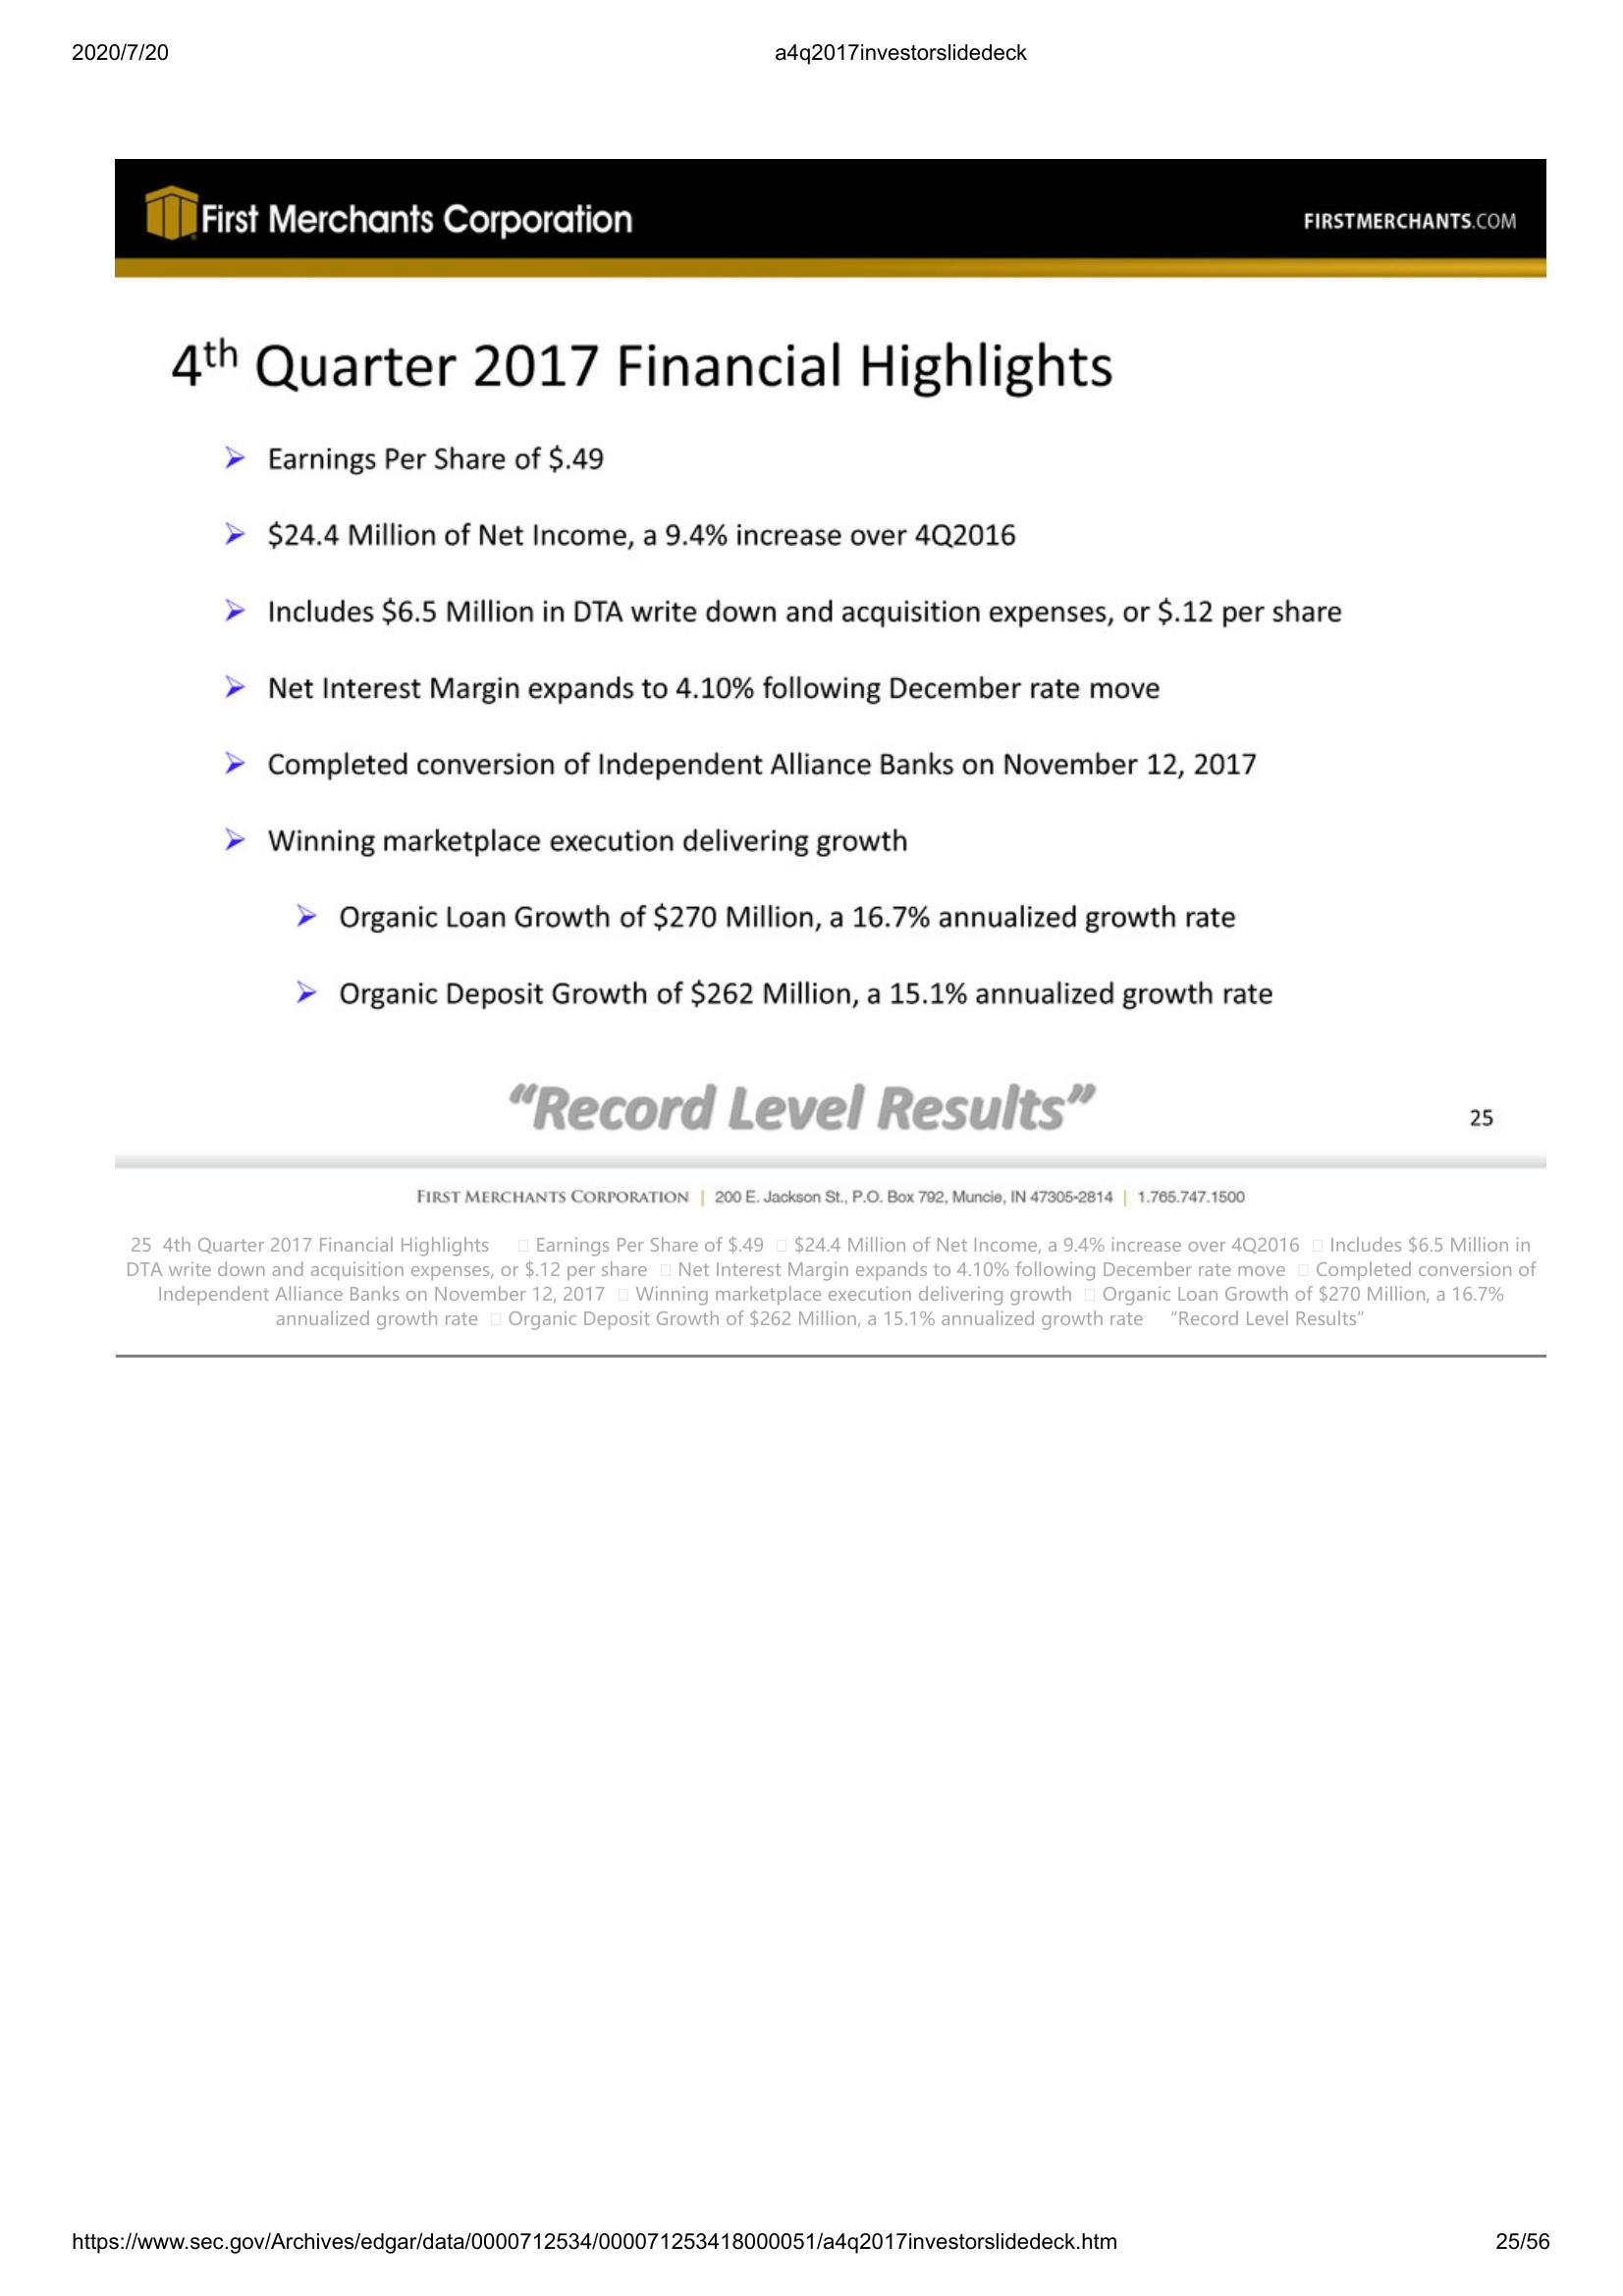 2020/7/20 a4q2017investorslidedeck
First Merchants Corporation FIRSTMERCHANTS.COM
4th Quarter 2017 Financial Highlights
➢ Earnings Per Share of $.49
➢ $24.4 Million of Net Income, a 9.4% increase over 4Q2016
➢ Includes $6.5 Million in DTA write down and acquisition expenses, or $.12 per share
➢ Net Interest Margin expands to 4.10% following December rate move
➢ Completed conversion of Independent Alliance Banks on November 12, 2017
➢ Winning marketplace execution delivering growth
➢ Organic Loan Growth of $270 Million, a 16.7% annualized growth rate
➢ Organic Deposit Growth of $262 Million, a 15.1% annualized growth rate
“Record Level Results” 25
FIRST MERCHANTS CORPORATION | 200 E. Jackson St., P.O. Box 792, Muncie, IN 47305-2814 | 1.765.747.1500
25 4th Quarter 2017 Financial Highlights □ Earnings Per Share of $.49 □ $24.4 Million of Net Income, a 9.4% increase over 4Q2016 □ Includes $6.5 Million in
DTA write down and acquisition expenses, or $.12 per share □ Net Interest Margin expands to 4.10% following December rate move □ Completed conversion of
Independent Alliance Banks on November 12, 2017 □ Winning marketplace execution delivering growth □ Organic Loan Growth of $270 Million, a 16.7%
annualized growth rate □ Organic Deposit Growth of $262 Million, a 15.1% annualized growth rate “Record Level Results”
https://www.sec.gov/Archives/edgar/data/0000712534/000071253418000051/a4q2017investorslidedeck.htm 25/56